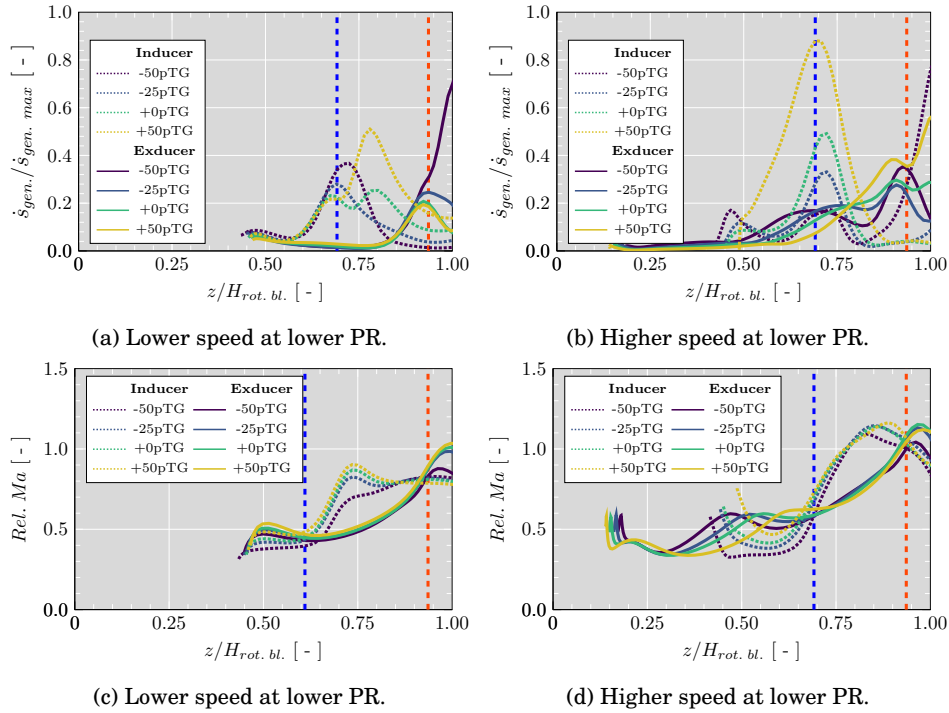 1.0
0.8
0.6
0.4
0.2
0.0
ṡgen./ṡgen. max [ - ]
Inducer
-50pTG
-25pTG
+0pTG
+50pTG
Exducer
-50pTG
-25pTG
+0pTG
+50pTG
0 0.25 0.50 0.75 1.00
z/Hrot. bl. [ - ]
(a) Lower speed at lower PR.
1.0
0.8
0.6
0.4
0.2
0.0
ṡgen./ṡgen. max [ - ]
Inducer
-50pTG
-25pTG
+0pTG
+50pTG
Exducer
-50pTG
-25pTG
+0pTG
+50pTG
0 0.25 0.50 0.75 1.00
z/Hrot. bl. [ - ]
(b) Higher speed at lower PR.
1.5
1.0
0.5
0.0
Rel. Ma [ - ]
Inducer Exducer
-50pTG -50pTG
-25pTG -25pTG
+0pTG +0pTG
+50pTG +50pTG
0 0.25 0.50 0.75 1.00
z/Hrot. bl. [ - ]
(c) Lower speed at lower PR.
1.5
1.0
0.5
0.0
Rel. Ma [ - ]
Inducer Exducer
-50pTG -50pTG
-25pTG -25pTG
+0pTG +0pTG
+50pTG +50pTG
0 0.25 0.50 0.75 1.00
z/Hrot. bl. [ - ]
(d) Higher speed at lower PR.